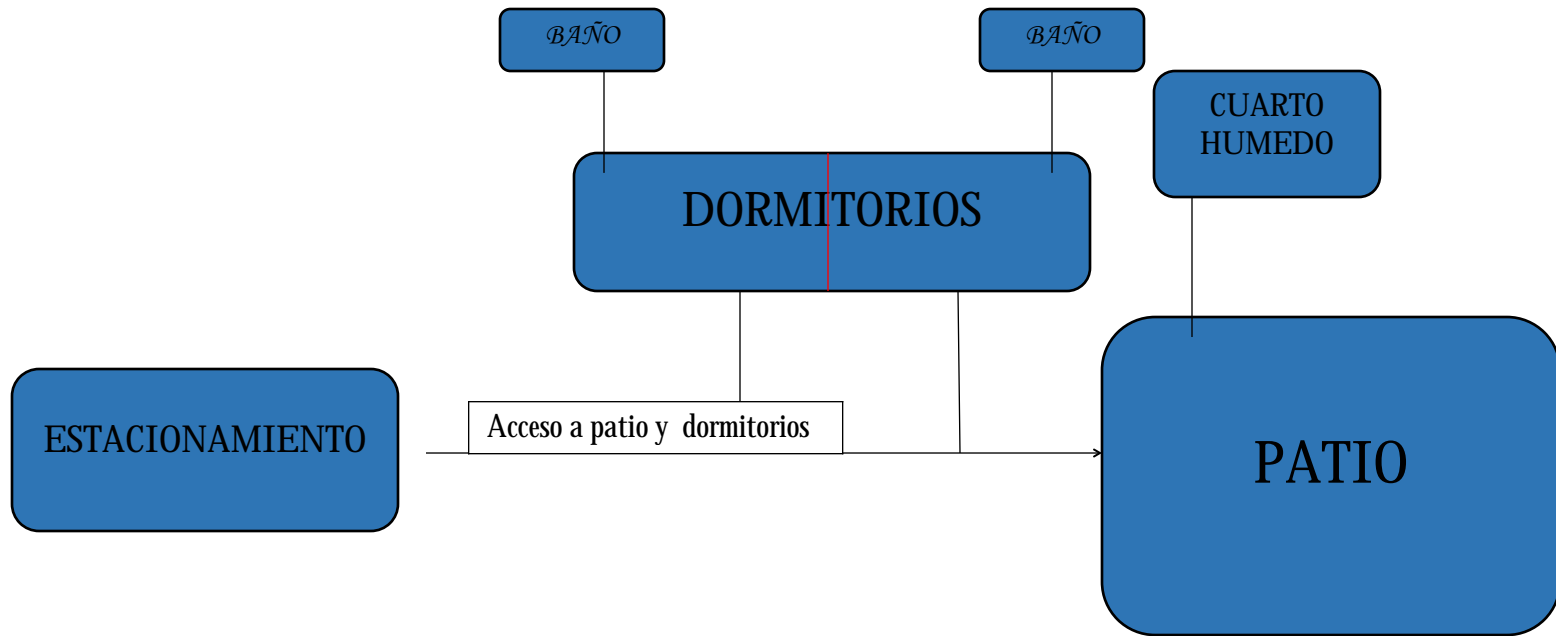 BAÑO
BAÑO
CUARTO
HUMEDO
DORMITORIOS
ESTACIONAMIENTO
Acceso a patio y dormitorios
PATIO